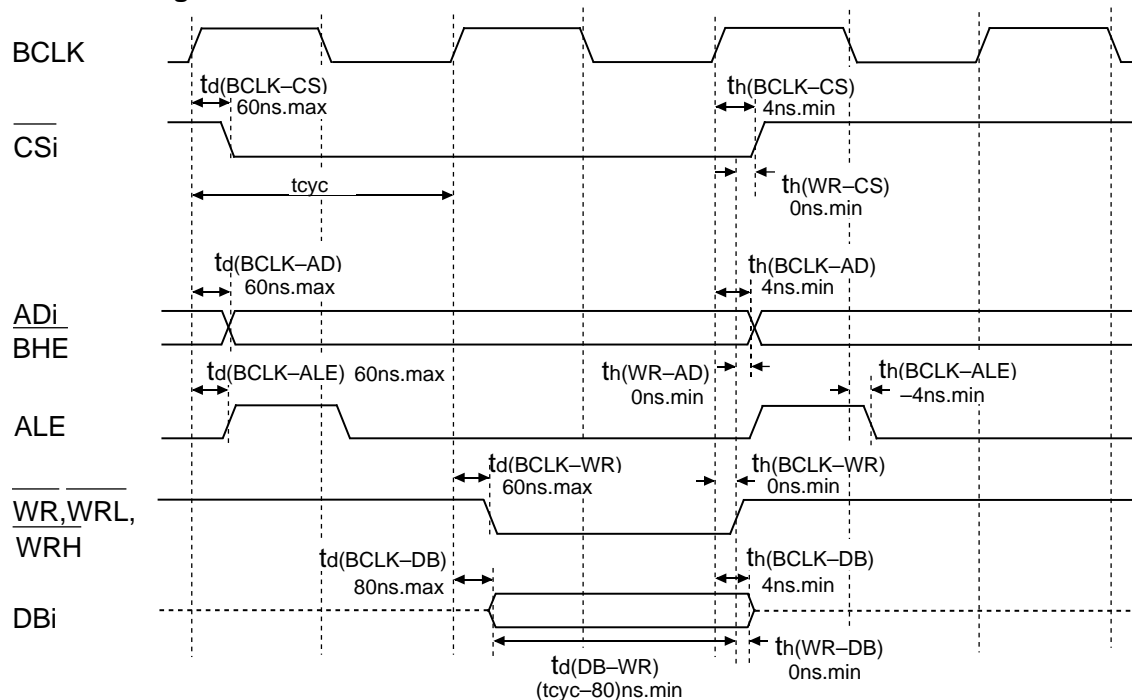 BCLK
td(BCLK–CS)
60ns.max
th(BCLK–CS)
4ns.min
CSi
tcyc
th(WR–CS)
0ns.min
td(BCLK–AD)
60ns.max
th(BCLK–AD)
4ns.min
ADi
BHE
td(BCLK–ALE) 60ns.max
th(WR–AD)
0ns.min
th(BCLK–ALE)
–4ns.min
ALE
td(BCLK–WR)
60ns.max
th(BCLK–WR)
0ns.min
WR,WRL,
WRH
td(BCLK–DB)
80ns.max
th(BCLK–DB)
4ns.min
DBi
td(DB–WR)
(tcyc–80)ns.min
th(WR–DB)
0ns.min